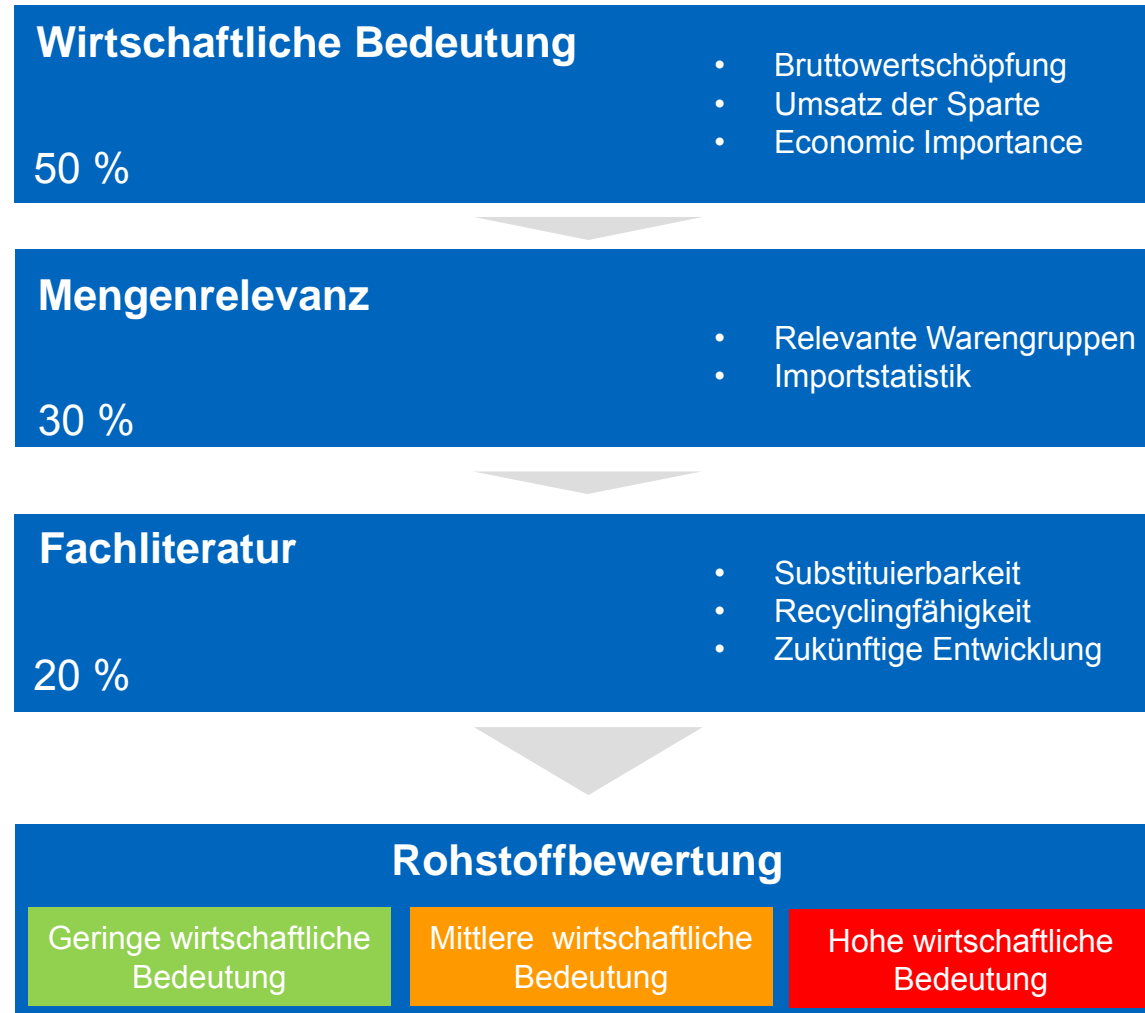 Wirtschaftliche Bedeutung
• Bruttowertschöpfung
• Umsatz der Sparte
• Economic Importance
50 %
Mengenrelevanz
• Relevante Warengruppen
• Importstatistik
30 %
Fachliteratur
• Substituierbarkeit
• Recyclingfähigkeit
• Zukünftige Entwicklung
20 %
Rohstoffbewertung
Geringe wirtschaftliche
Bedeutung
Mittlere wirtschaftliche
Bedeutung
Hohe wirtschaftliche
Bedeutung